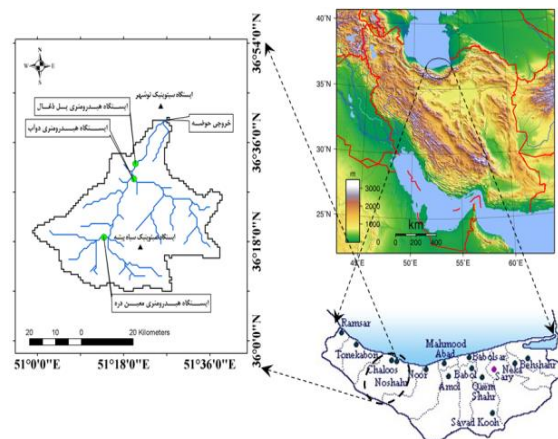 ایستگاه سینوپتیک نوشهر
ایستگاه هیدرومتری پل ذغال
خروجی حوضه
ایستگاه هیدرومتری دوآب
ایستگاه سینوپتیک سیاه بیشه
ایستگاه هیدرومتری معین دره
N
W
E
S
20 10 0 20 Kilometers
51°0'0"
51°18'0"
51°36'0"
36°54'0"N
36°36'0"N
36°18'0"N
36°0'0"N
40°N
35°N
30°N
25°N
m
3000
2000
1000
0
km
0 200 400
50°E
55°E
60°E
Ramsar
Tonekabon
Chaloos
Noshahr
Noor
Mahmood
Abad
Amol
Babolsar
Babol
Qaem
Shahr
Sary
Neka
Behshahr
Savad Kooh